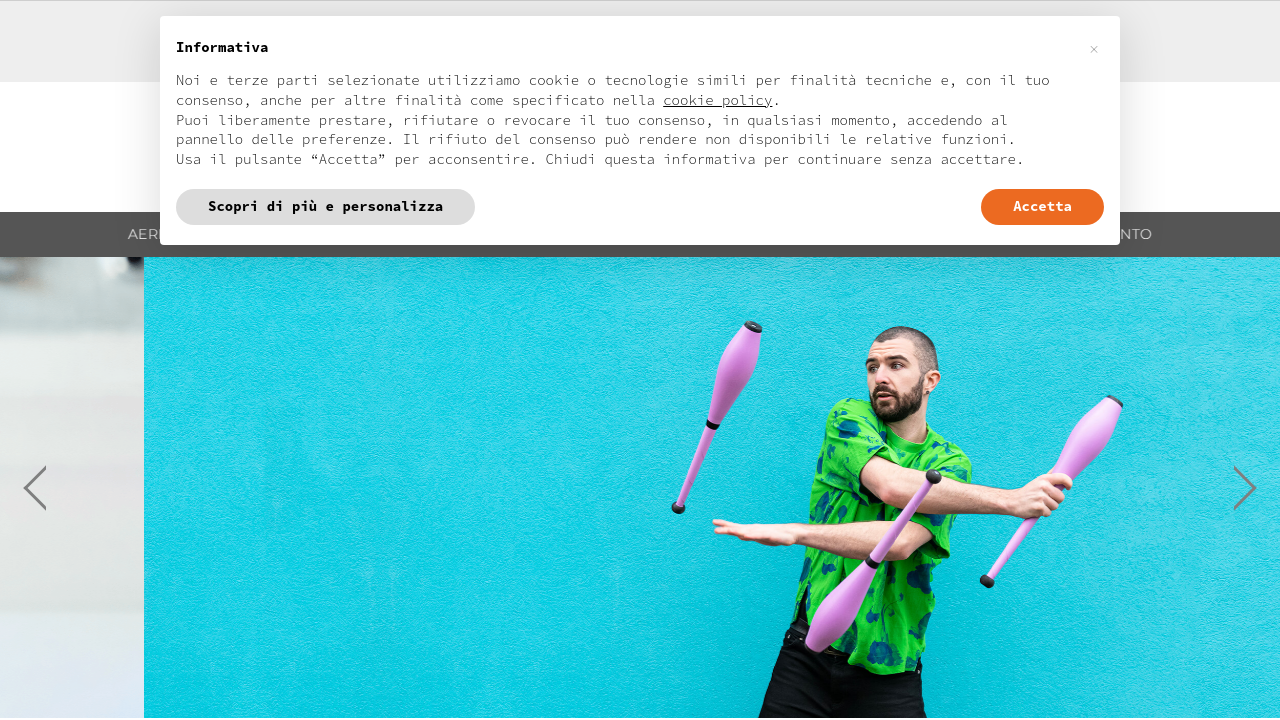 Informativa
×
Noi e terze parti selezionate utilizziamo cookie o tecnologie simili per finalità tecniche e, con il tuo
consenso, anche per altre finalità come specificato nella cookie policy.
Puoi liberamente prestare, rifiutare o revocare il tuo consenso, in qualsiasi momento, accedendo al
pannello delle preferenze. Il rifiuto del consenso può rendere non disponibili le relative funzioni.
Usa il pulsante “Accetta” per acconsentire. Chiudi questa informativa per continuare senza accettare.
Scopri di più e personalizza
Accetta